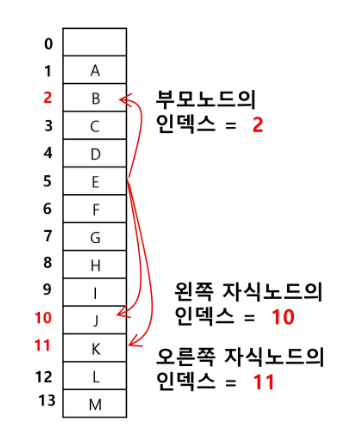 0
1 A
2 B
부모노드의
인덱스 = 2
3 C
4 D
5 E
6 F
7 G
8 H
9 I
왼쪽 자식노드의
인덱스 = 10
10 J
11 K
오른쪽 자식노드의
인덱스 = 11
12 L
13 M